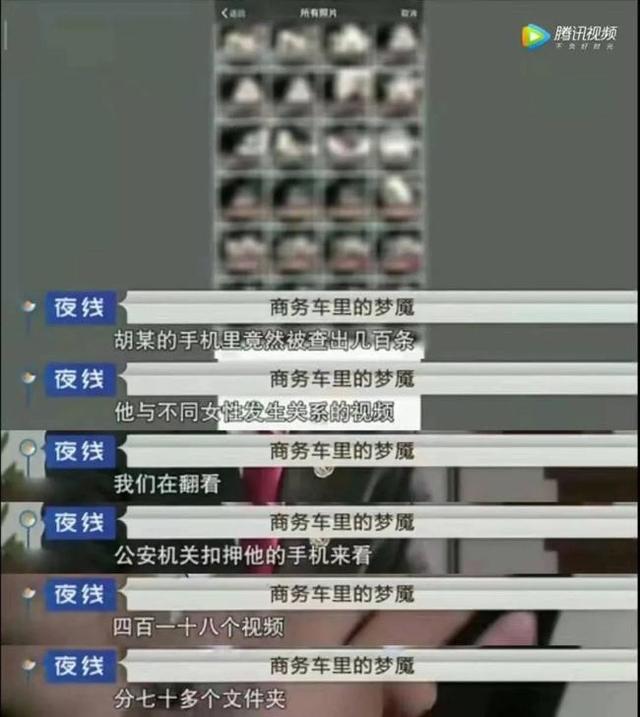 返回 所有照片 取消
腾讯视频
不负好时光
夜线 商务车里的梦魔
胡某的手机里竟然被查出几百条
夜线 商务车里的梦魔
他与不同女性发生关系的视频
夜线 商务车里的梦魔
我们在翻看
夜线 商务车里的梦魔
公安机关扣押他的手机来看
夜线 商务车里的梦魔
四百一十八个视频
夜线 商务车里的梦魔
分七十多个文件夹